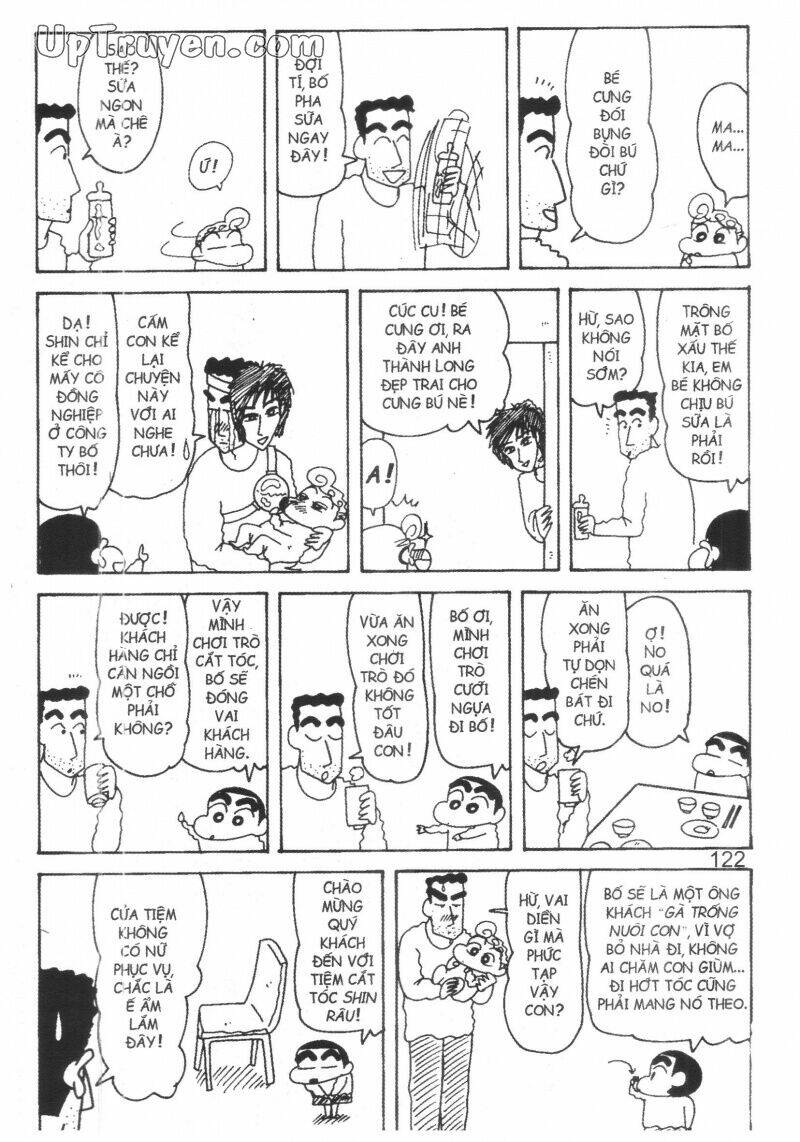 UpTruyen.com
MA...
MA...
BÉ
CƯNG
ĐÓI
BỤNG
ĐÒI BÚ
CHỨ
GÌ?
ĐỢI
TÍ, BỐ
PHA
SỮA
NGAY
ĐÂY!
SAO
THẾ?
SỮA
NGON
MÀ CHÊ
À?
Ứ!
TRÔNG
MẶT BỐ
XẤU THẾ
KIA, EM
BÉ KHÔNG
CHỊU BÚ
SỮA LÀ
PHẢI
RỒI!
HỪ, SAO
KHÔNG
NÓI
SỚM?
CÚC CU! BÉ
CƯNG ƠI, RA
ĐÂY ANH
THÀNH LONG
ĐẸP TRAI CHO
CƯNG BÚ NÈ!
A!
CẤM
CON KỂ
LẠI
CHUYỆN
NÀY
VỚI AI
NGHE
CHƯA!
DẠ!
SHIN CHỈ
KỂ CHO
MẤY CÔ
ĐỒNG
NGHIỆP
Ở CÔNG
TY BỐ
THÔI!
Ợ!
NO
QUÁ
LÀ
NO!
ĂN
XONG
PHẢI
TỰ DỌN
CHÉN
BÁT ĐI
CHỨ.
BỐ ƠI,
MÌNH
CHƠI
TRÒ
CƯỠI
NGỰA
ĐI BỐ!
VỪA ĂN
XONG
CHƠI
TRÒ ĐÓ
KHÔNG
TỐT
ĐÂU
CON!
VẬY
MÌNH
CHƠI TRÒ
CẮT TÓC,
BỐ SẼ
ĐÓNG
VAI
KHÁCH
HÀNG.
ĐƯỢC!
KHÁCH
HÀNG CHỈ
CẦN NGỒI
MỘT CHỖ
PHẢI
KHÔNG?
122
BỐ SẼ LÀ MỘT ÔNG
KHÁCH "GÀ TRỐNG
NUÔI CON", VÌ VỢ
BỎ NHÀ ĐI, KHÔNG
AI CHĂM CON GIÙM...
ĐI HỚT TÓC CŨNG
PHẢI MANG NÓ THEO.
HỪ, VAI
DIỄN
GÌ MÀ
PHỨC
TẠP
VẬY
CON?
CHÀO
MỪNG
QUÝ
KHÁCH
ĐẾN VỚI
TIỆM CẮT
TÓC SHIN
RÂU!
CỬA TIỆM
KHÔNG
CÓ NỮ
PHỤC VỤ,
CHẮC LÀ
Ế ẨM
LẮM
ĐÂY!